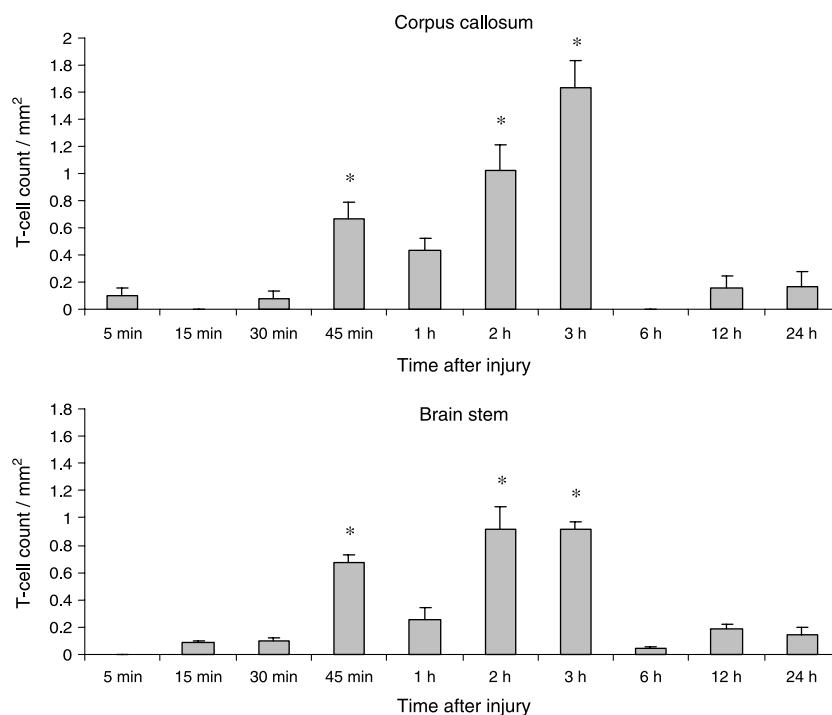 Corpus callosum
2
1.8
1.6
1.4
1.2
1
0.8
0.6
0.4
0.2
0
T-cell count / mm²
* * *
5 min 15 min 30 min 45 min 1 h 2 h 3 h 6 h 12 h 24 h
Time after injury
Brain stem
1.8
1.6
1.4
1.2
1
0.8
0.6
0.4
0.2
0
T-cell count / mm²
* * *
5 min 15 min 30 min 45 min 1 h 2 h 3 h 6 h 12 h 24 h
Time after injury